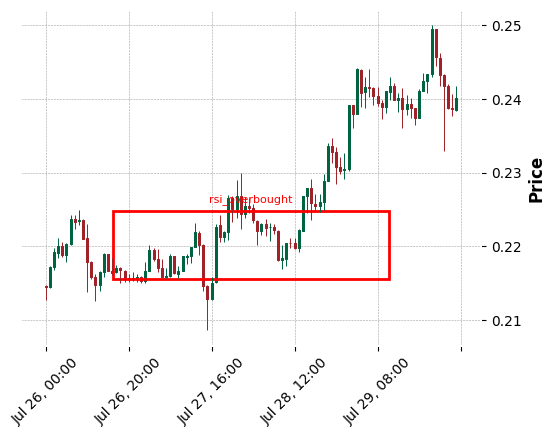 0.25
0.24
0.23
0.22
0.21
Price
rsi_overbought
Jul 26, 00:00
Jul 26, 20:00
Jul 27, 16:00
Jul 28, 12:00
Jul 29, 08:00